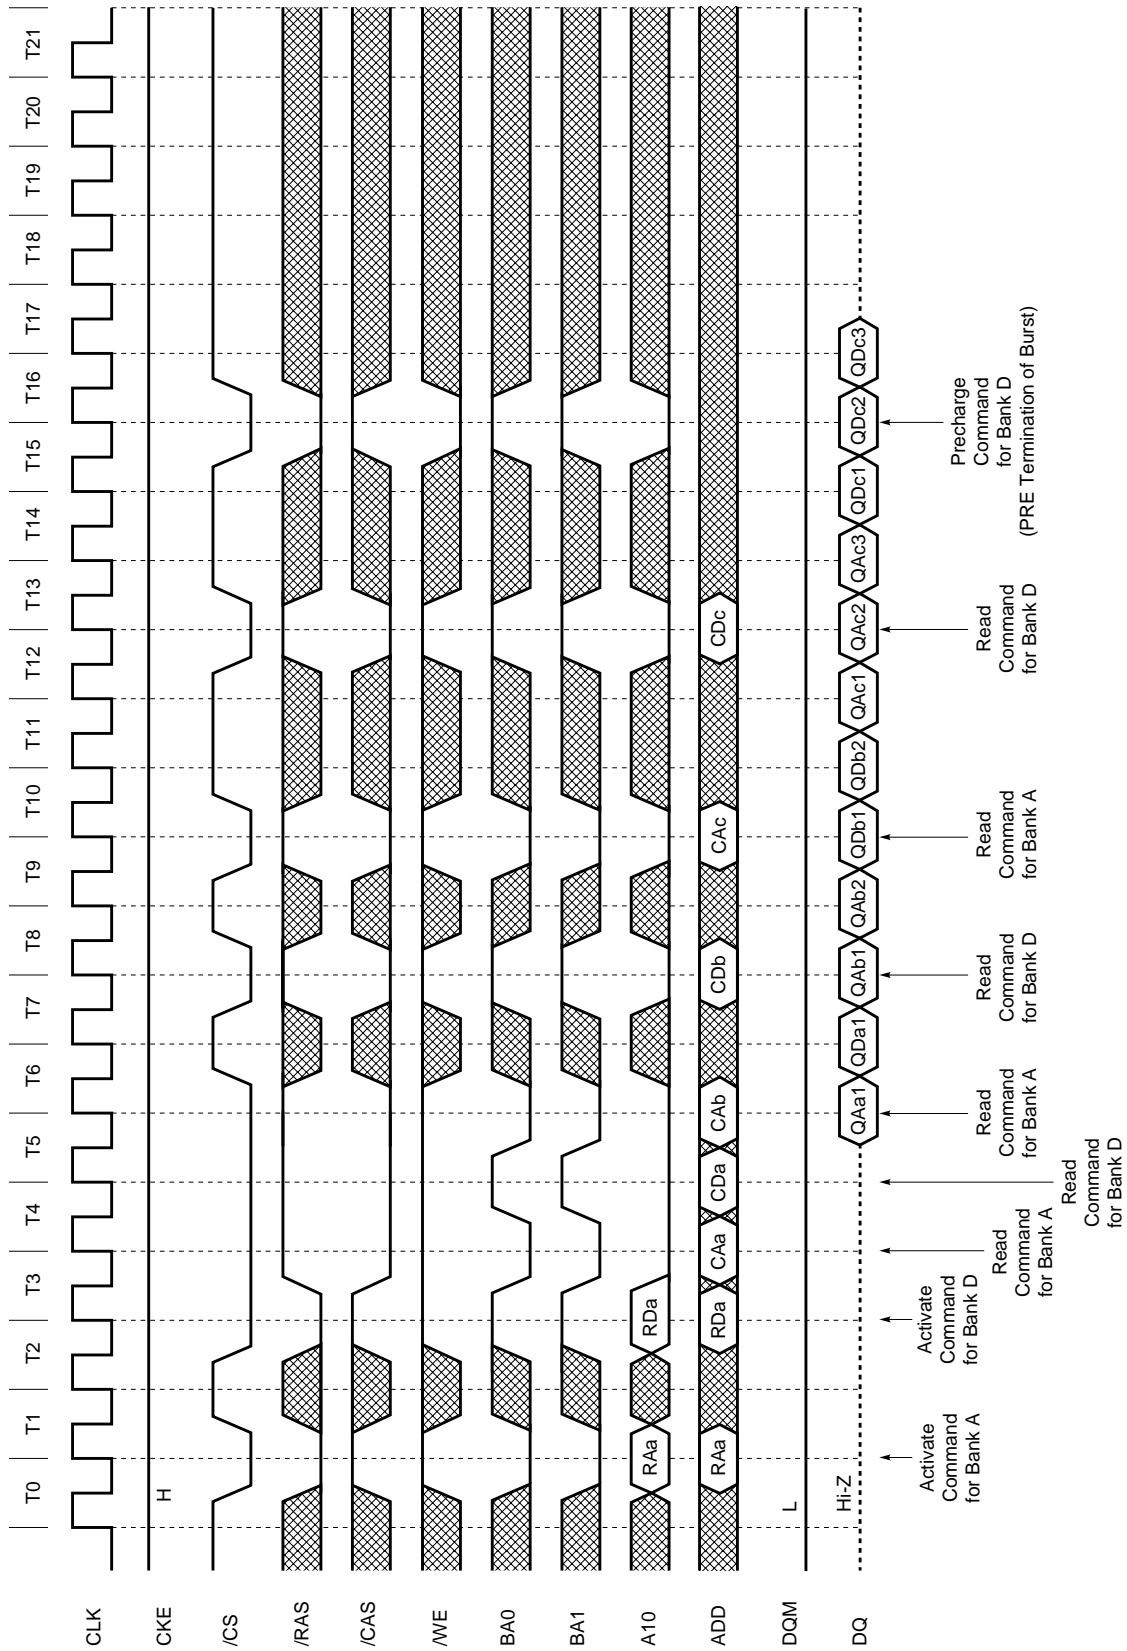 T0 T1 T2 T3 T4 T5 T6 T7 T8 T9 T10 T11 T12 T13 T14 T15 T16 T17 T18 T19 T20 T21
CLK
CKE
H
/CS
/RAS
/CAS
/WE
BA0
BA1
A10
RAa RDa
ADD
RAa RDa CAa CDa CAb CDb CAc CDc
DQM
L
DQ
Hi-Z
QAa1 QDa1 QAb1 QAb2 QDb1 QDb2 QAc1 QAc2 QAc3 QDc1 QDc2 QDc3
Activate
Command
for Bank A
Activate
Command
for Bank D
Read
Command
for Bank A
Read
Command
for Bank D
Read
Command
for Bank A
Read
Command
for Bank D
Read
Command
for Bank A
Read
Command
for Bank D
Precharge
Command
for Bank D
(PRE Termination of Burst)